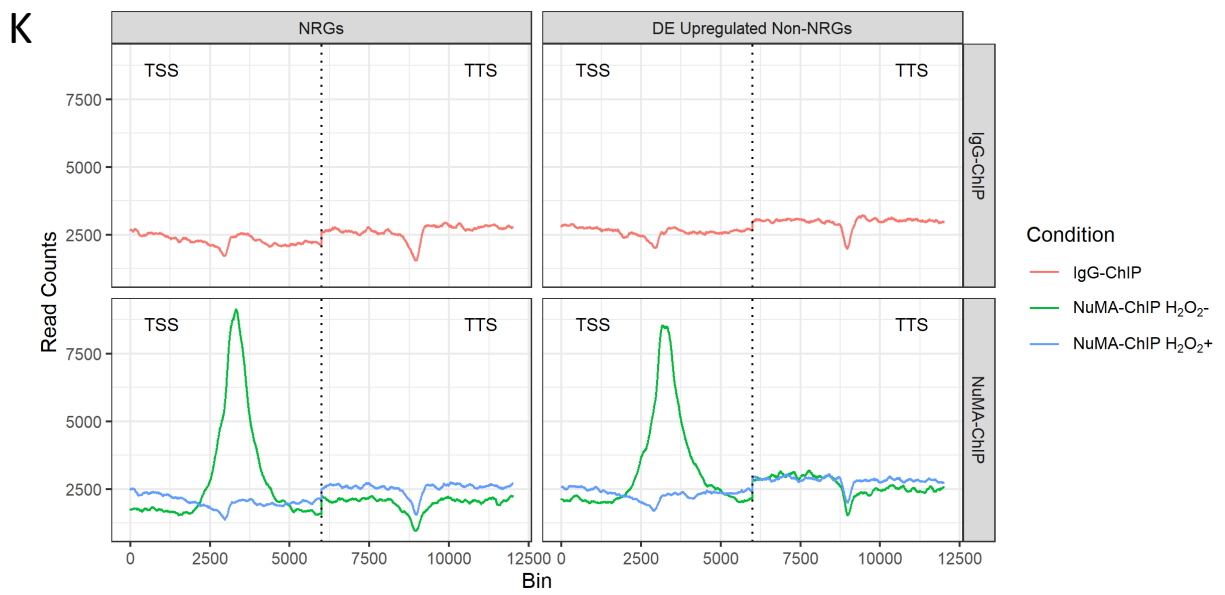 K
NRGs
DE Upregulated Non-NRGs
TSS
TTS
TSS
TTS
7500
5000
2500
IgG-ChIP
Read Counts
TSS
TTS
TSS
TTS
7500
5000
2500
NuMA-ChIP
0
2500
5000
7500
10000
12500
0
2500
5000
7500
10000
12500
Bin
Condition
IgG-ChIP
NuMA-ChIP H₂O₂-
NuMA-ChIP H₂O₂+